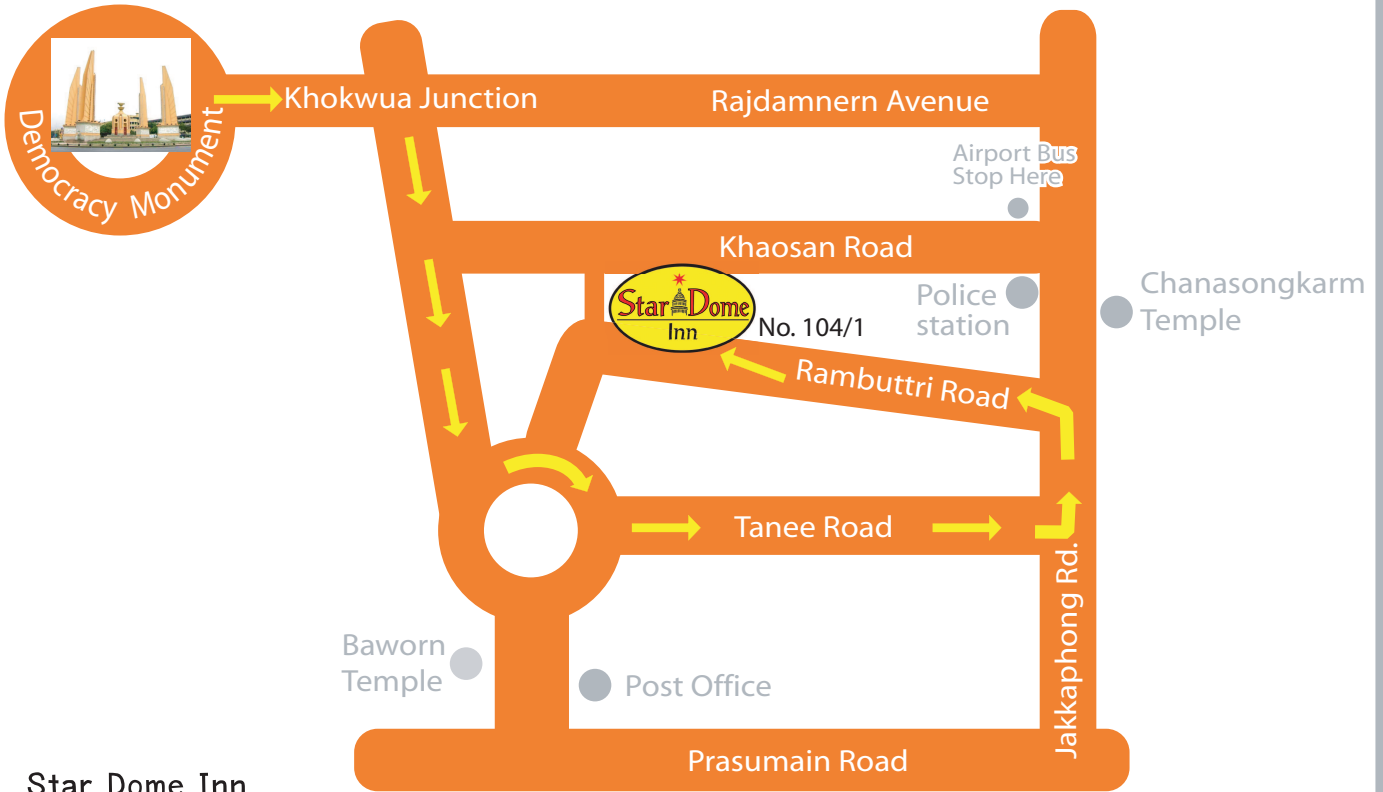 Democracy Monument
Khokwua Junction
Rajdamnern Avenue
Airport Bus
Stop Here
Khaosan Road
Star Dome
Inn
No. 104/1
Police
station
Chanasongkarm
Temple
Rambuttri Road
Tanee Road
Jakkaphong Rd.
Baworn
Temple
Post Office
Prasumain Road
Star Dome Inn